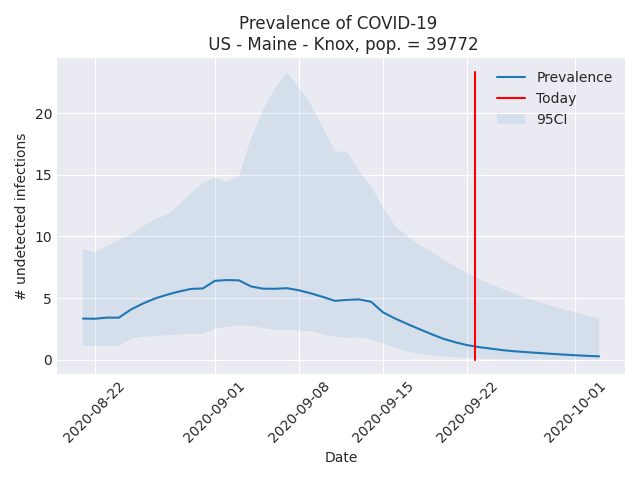 Prevalence of COVID-19
US - Maine - Knox, pop. = 39772
# undetected infections
20
15
10
5
0
Prevalence
Today
95CI
2020-08-22
2020-09-01
2020-09-08
2020-09-15
2020-09-22
2020-10-01
Date